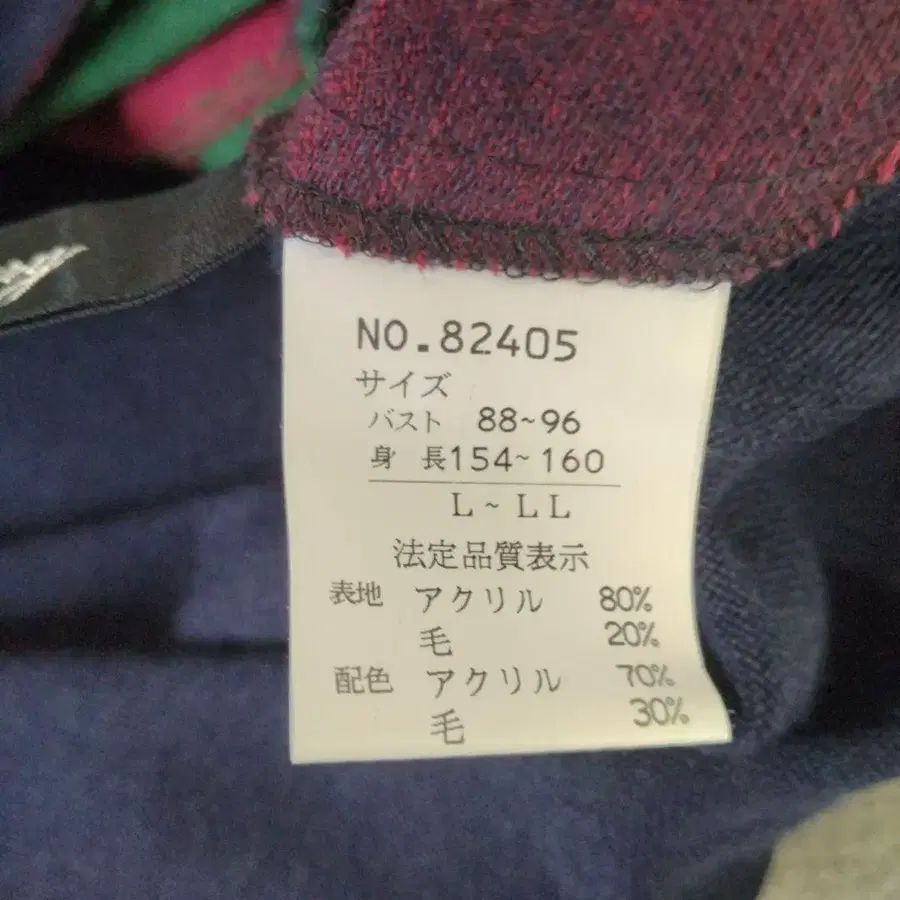 NO.82405
サイズ
バスト 88~96
身 長154~160
L~LL
法定品質表示
表地 アクリル 80%
毛 20%
配色 アクリル 70%
毛 30%